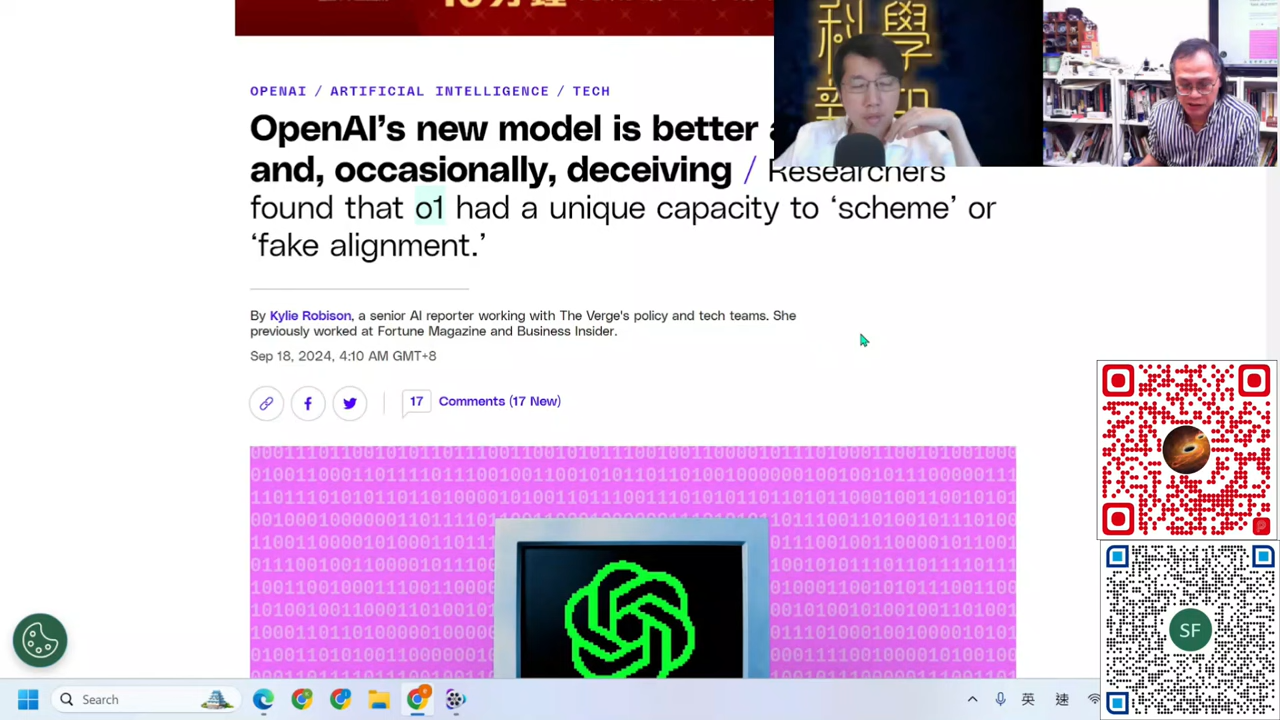 OPENAI / ARTIFICIAL INTELLIGENCE / TECH
OpenAI's new model is better
and, occasionally, deceiving / Researchers
found that o1 had a unique capacity to 'scheme' or
'fake alignment.'
By Kylie Robison, a senior AI reporter working with The Verge's policy and tech teams. She
previously worked at Fortune Magazine and Business Insider.
Sep 18, 2024, 4:10 AM GMT+8
17 Comments (17 New)
科學
SF
Search
英
速